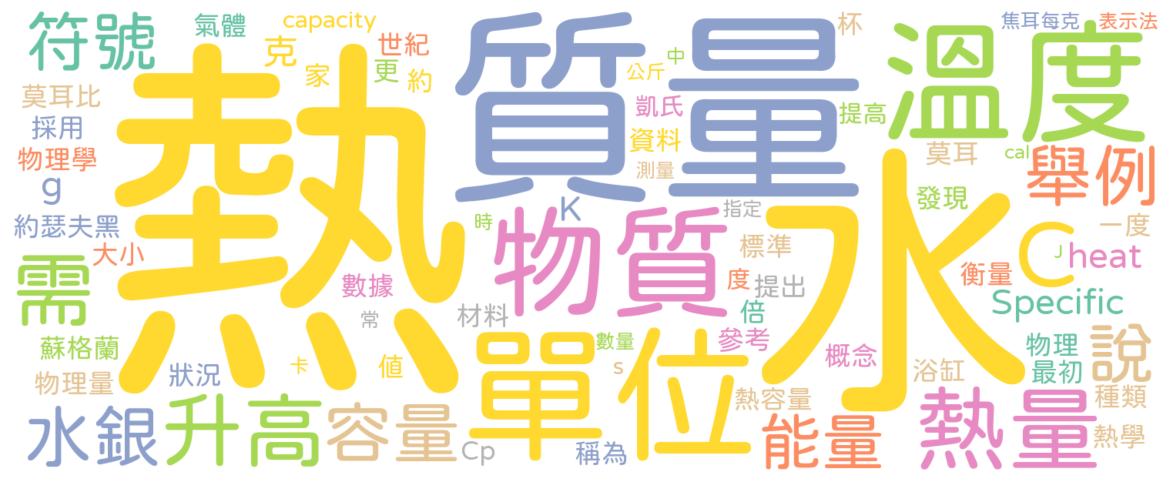 符號
氣體
capacity
克
家
世紀
更
約
熱
質量
杯
中
公斤
焦耳每克
表示法
溫度
莫耳比
採用
物理學
g
約瑟夫黑
大小
凱氏
提高
資料
測量
莫耳
cal
舉例
水
K
物質
指定
時
標準
度
提出
發現
一度
C
J
heat
衡量
Specific
需
數據
常
材料
倍
蘇格蘭
單位
數量
參考
s
概念
物理
最初
說
物理量
狀況
卡
值
熱容量
浴缸
種類
熱學
水銀
升高
容量
Cp
稱為
能量
熱量